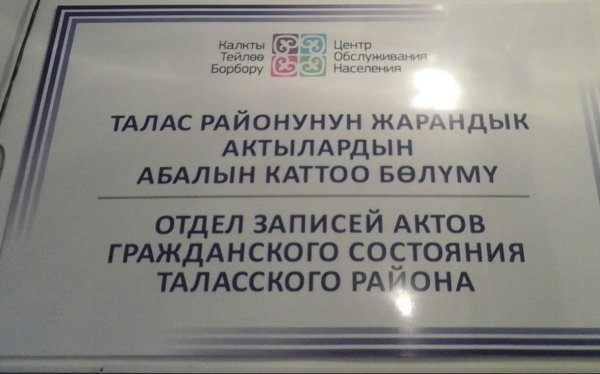 Калкты Тейлөө Борбору
Центр Обслуживания Населения
ТАЛАС РАЙОНУНУН ЖАРАНДЫК
АКТЫЛАРДЫН
АБАЛЫН КАТТОО БӨЛҮМҮ
ОТДЕЛ ЗАПИСЕЙ АКТОВ
ГРАЖДАНСКОГО СОСТОЯНИЯ
ТАЛАССКОГО РАЙОНА